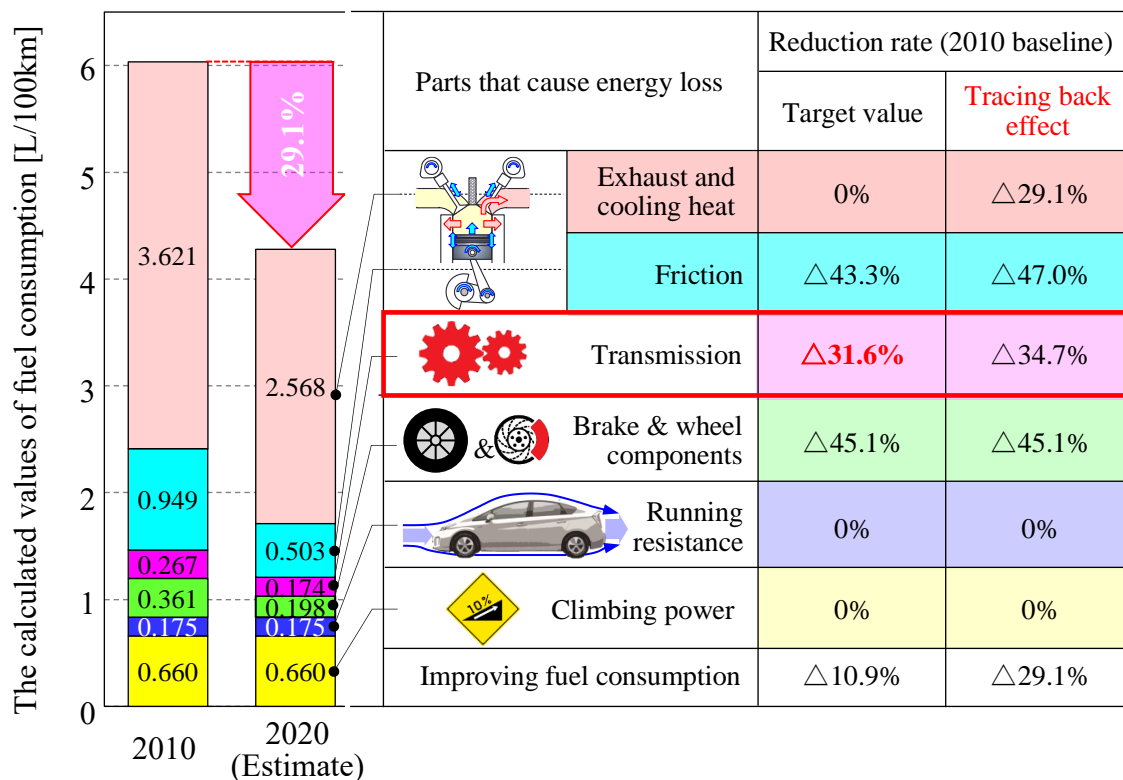 The calculated values of fuel consumption [L/100km]
6
5
4
3
2
1
0
3.621
0.949
0.267
0.361
0.175
0.660
2010
29.1%
2.568
0.503
0.174
0.198
0.175
0.660
2020
(Estimate)
Parts that cause energy loss
Reduction rate (2010 baseline)
Target value
Tracing back
effect
Exhaust and
cooling heat
0%
△29.1%
Friction
△43.3%
△47.0%
Transmission
△31.6%
△34.7%
&
Brake & wheel
components
△45.1%
△45.1%
Running
resistance
0%
0%
10%
Climbing power
0%
0%
Improving fuel consumption
△10.9%
△29.1%